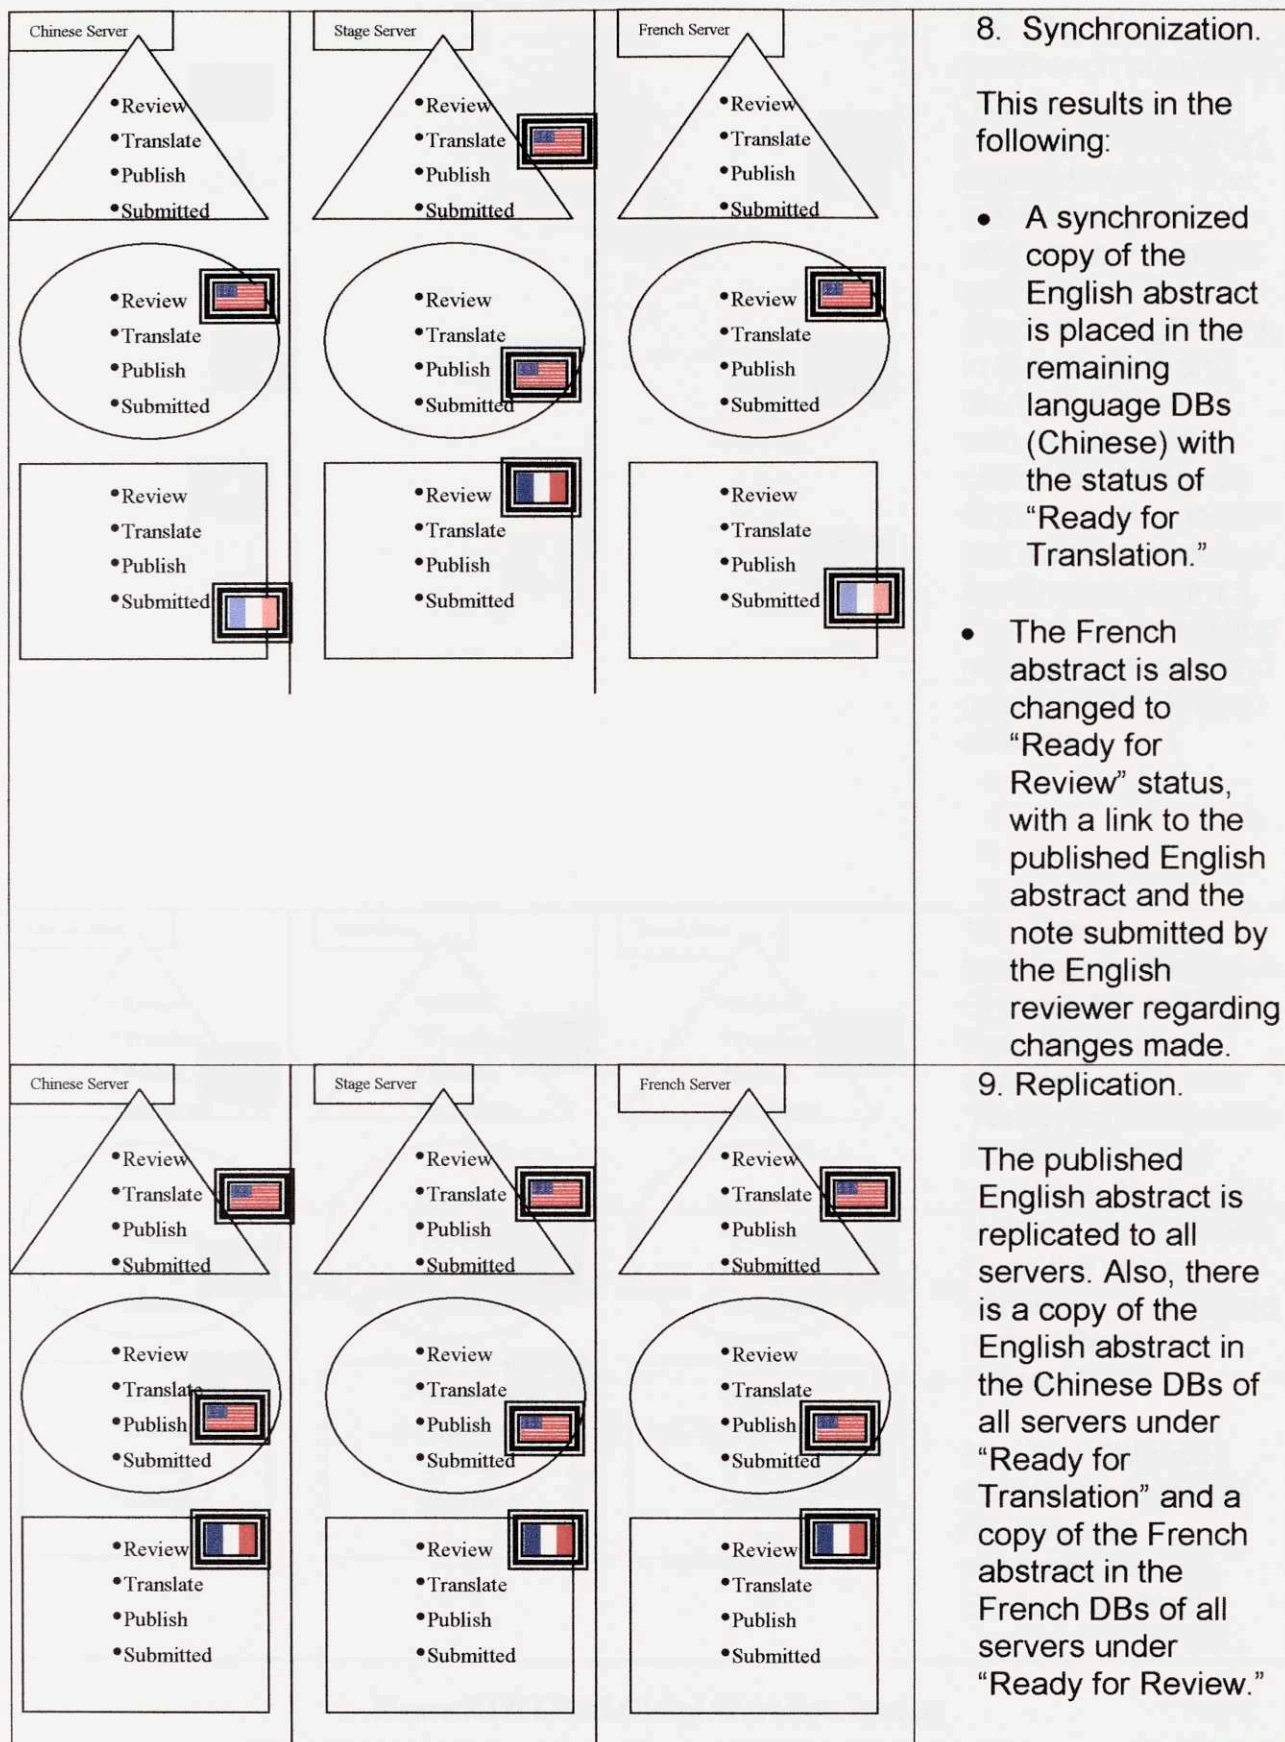 Chinese Server
•Review
•Translate
•Publish
•Submitted
•Review
•Translate
•Publish
•Submitted
•Review
•Translate
•Publish
•Submitted
Stage Server
•Review
•Translate
•Publish
•Submitted
•Review
•Translate
•Publish
•Submitted
•Review
•Translate
•Publish
•Submitted
French Server
•Review
•Translate
•Publish
•Submitted
•Review
•Translate
•Publish
•Submitted
•Review
•Translate
•Publish
•Submitted
8. Synchronization.
This results in the
following:
• A synchronized
copy of the
English abstract
is placed in the
remaining
language DBs
(Chinese) with
the status of
“Ready for
Translation.”
• The French
abstract is also
changed to
“Ready for
Review” status,
with a link to the
published English
abstract and the
note submitted by
the English
reviewer regarding
changes made.
Chinese Server
•Review
•Translate
•Publish
•Submitted
•Review
•Translate
•Publish
•Submitted
•Review
•Translate
•Publish
•Submitted
Stage Server
•Review
•Translate
•Publish
•Submitted
•Review
•Translate
•Publish
•Submitted
•Review
•Translate
•Publish
•Submitted
French Server
•Review
•Translate
•Publish
•Submitted
•Review
•Translate
•Publish
•Submitted
•Review
•Translate
•Publish
•Submitted
9. Replication.
The published
English abstract is
replicated to all
servers. Also, there
is a copy of the
English abstract in
the Chinese DBs of
all servers under
“Ready for
Translation” and a
copy of the French
abstract in the
French DBs of all
servers under
“Ready for Review.”